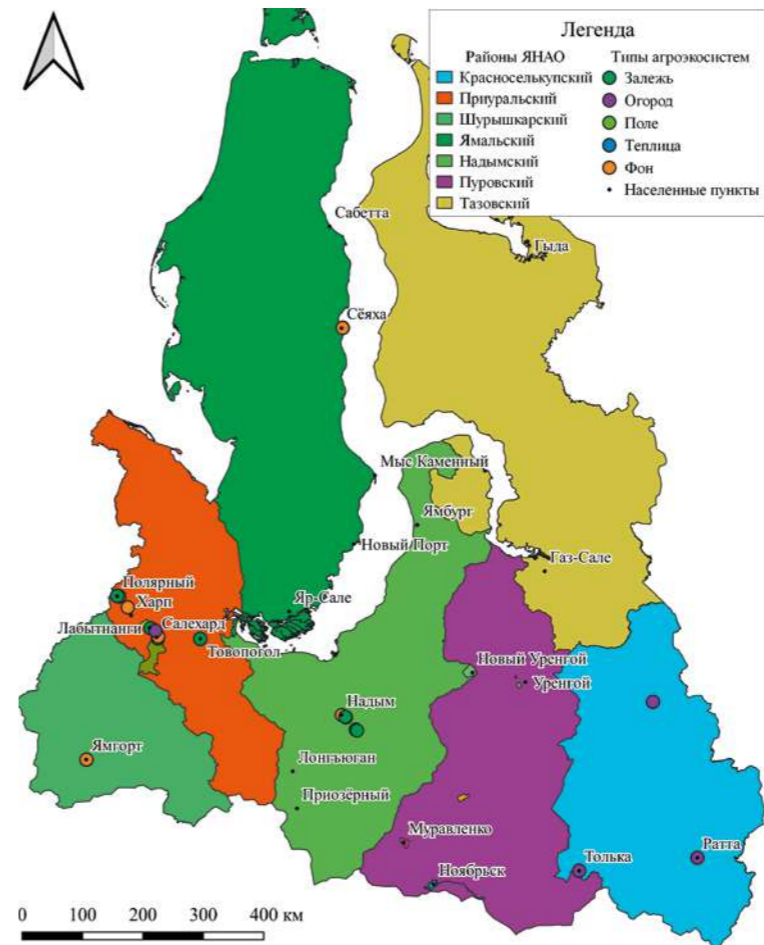 Легенда
Районы ЯНАО
Типы агроэкосистем
Красноселькупский
Залежь
Приуральский
Огород
Шурышкарский
Поле
Ямальский
Теплица
Надымский
Фон
Пуровский
Населенные пункты
Тазовский
Сабетта
Гыда
Сёяха
Мыс Каменный
Ямбург
Новый Порт
Газ-Сале
Полярный
Харп
Яр-Сале
Лабытнанги
Салехард
Товопогол
Новый Уренгой
Уренгой
Надым
Ямгорт
Лонгъюган
Приозёрный
Муравленко
Ратта
Толька
Ноябрьск
0 100 200 300 400 км